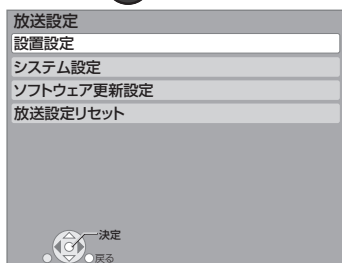 放送設定
設置設定
システム設定
ソフトウェア更新設定
放送設定リセット
決定
戻る